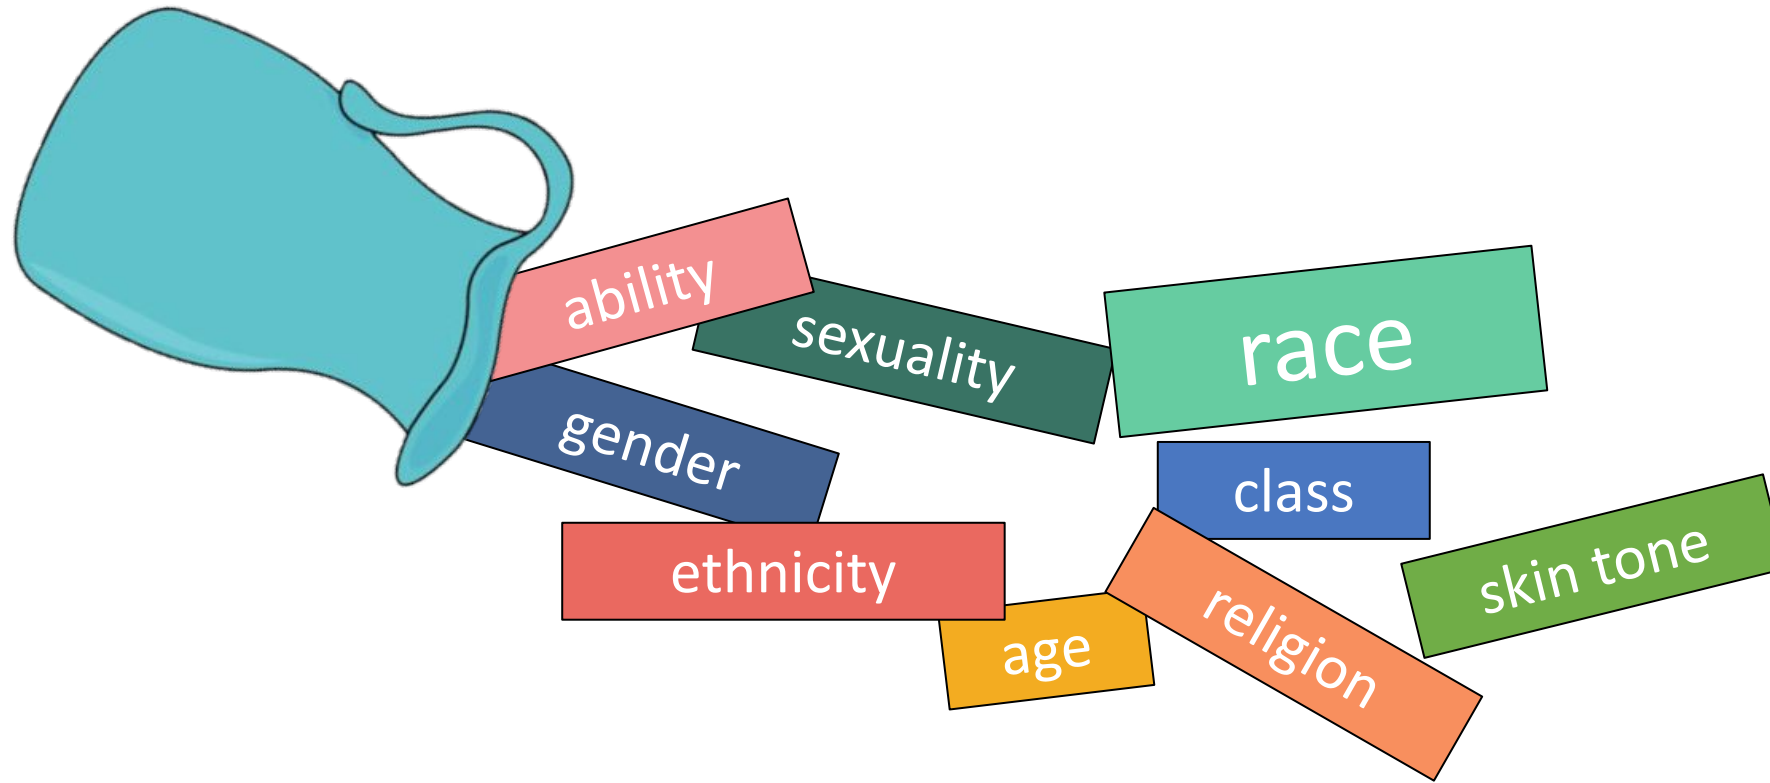 ability
sexuality
race
gender
class
ethnicity
skin tone
age
religion